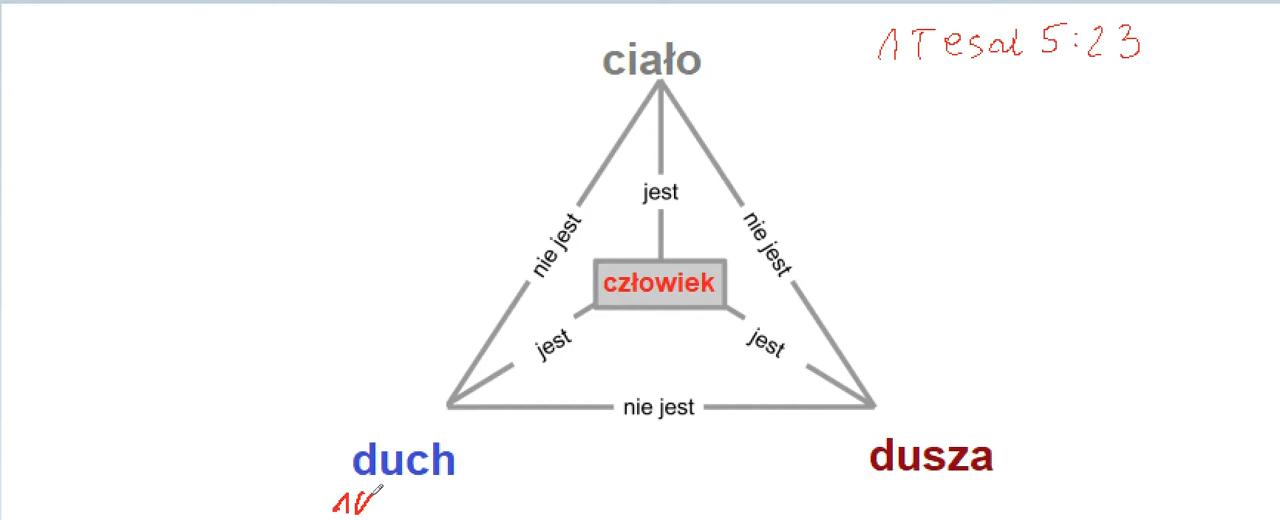 1 Tesal 5:23
ciało
jest
nie jest
nie jest
człowiek
jest
jest
nie jest
duch
dusza